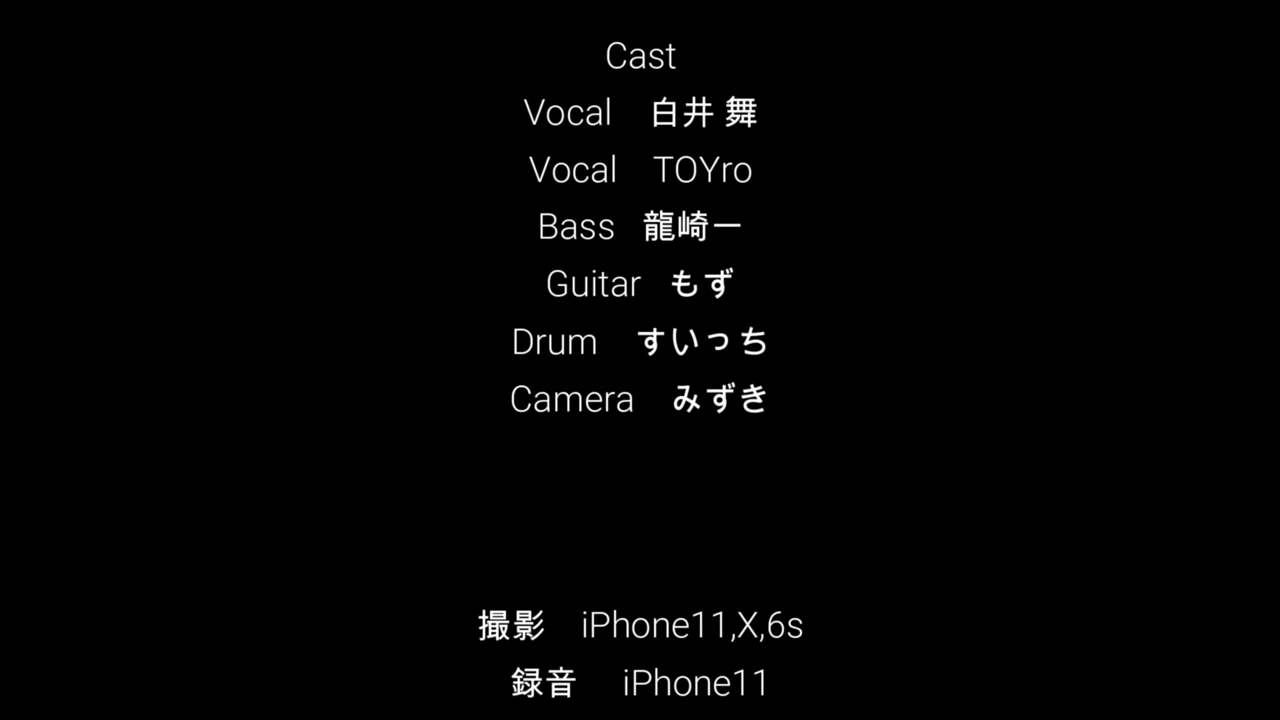 Cast
Vocal 白井 舞
Vocal TOYro
Bass 龍崎一
Guitar もず
Drum すいっち
Camera みずき
撮影 iPhone11,X,6s
録音 iPhone11